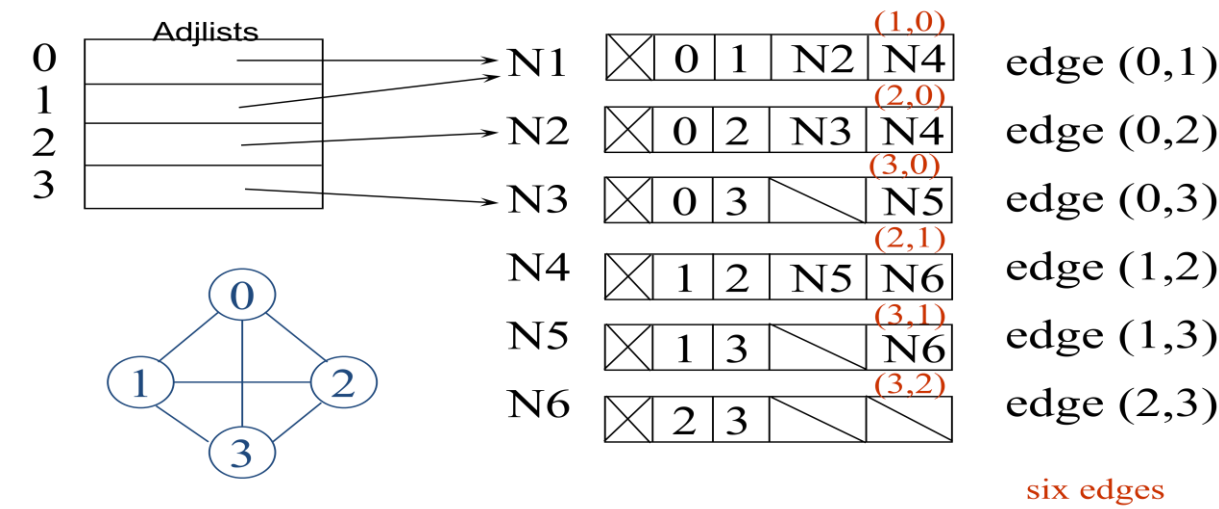 Adjlists
0
1
2
3
(1,0)
N1 0 1 N2 N4 edge (0,1)
(2,0)
N2 0 2 N3 N4 edge (0,2)
(3,0)
N3 0 3 N5 edge (0,3)
(2,1)
N4 1 2 N5 N6 edge (1,2)
(3,1)
N5 1 3 N6 edge (1,3)
(3,2)
N6 2 3 edge (2,3)
0
1 2
3
six edges